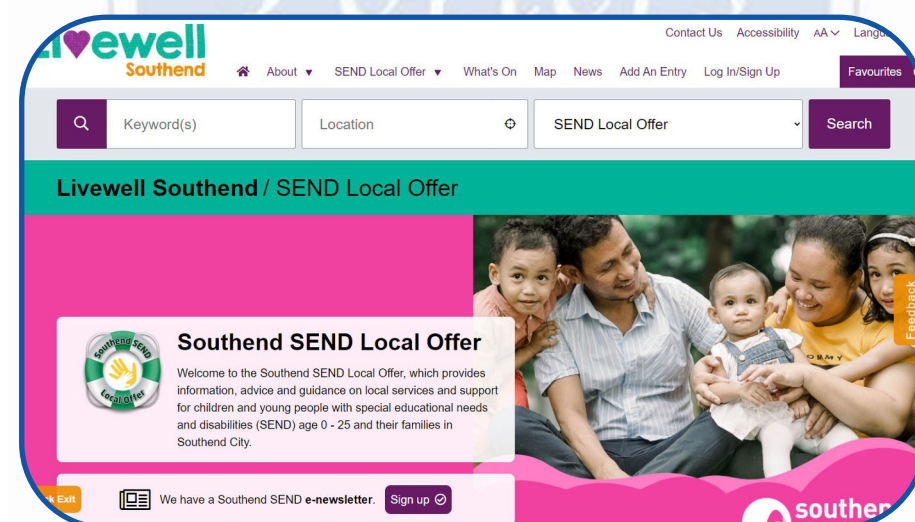 Livewell
Southend
Contact Us Accessibility AA
About SEND Local Offer What's On Map News Add An Entry Log In/Sign Up Favourites
Keyword(s) Location SEND Local Offer Search
Livewell Southend / SEND Local Offer
Feedback
Southend SEND
Local Offer
Southend SEND Local Offer
Welcome to the Southend SEND Local Offer, which provides
information, advice and guidance on local services and support
for children and young people with special educational needs
and disabilities (SEND) age 0 - 25 and their families in
Southend City.
Exit
We have a Southend SEND e-newsletter. Sign up